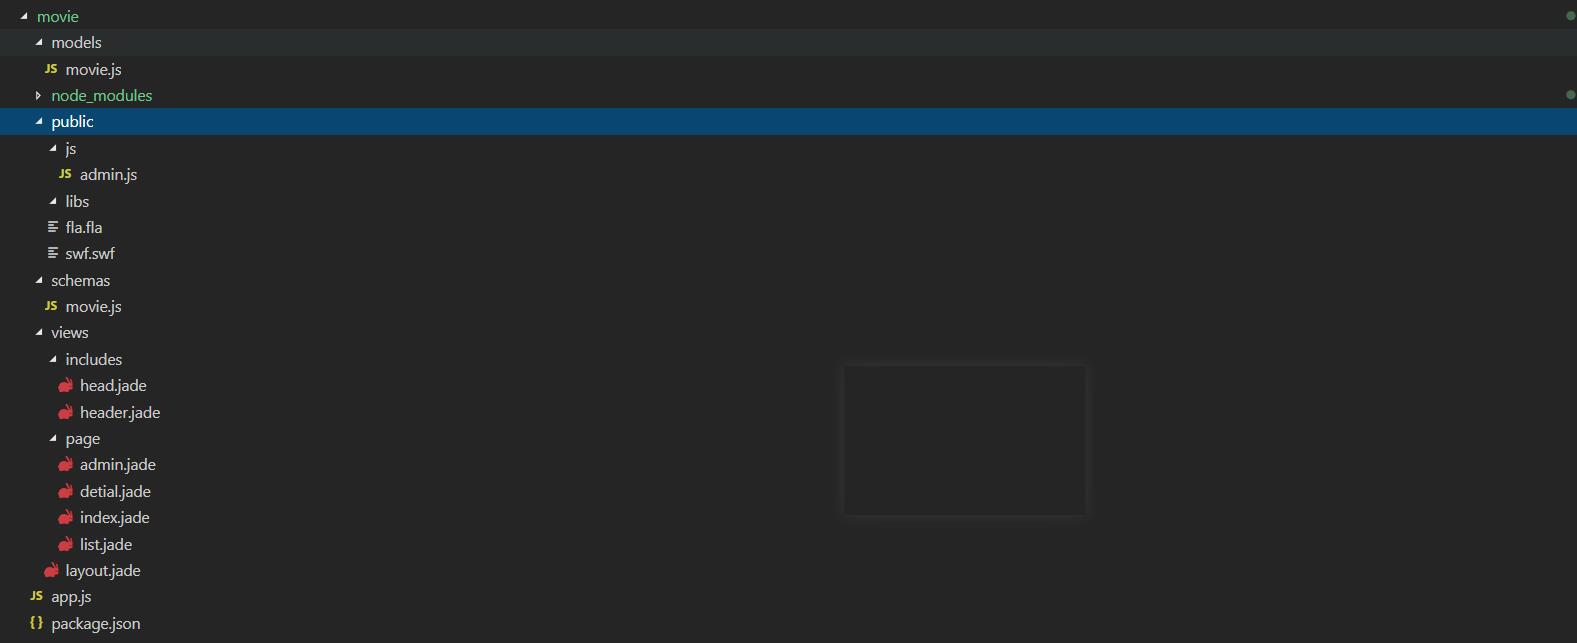 movie
models
JS movie.js
node_modules
public
js
JS admin.js
libs
fla.fla
swf.swf
schemas
JS movie.js
views
includes
head.jade
header.jade
page
admin.jade
detial.jade
index.jade
list.jade
layout.jade
JS app.js
{} package.json